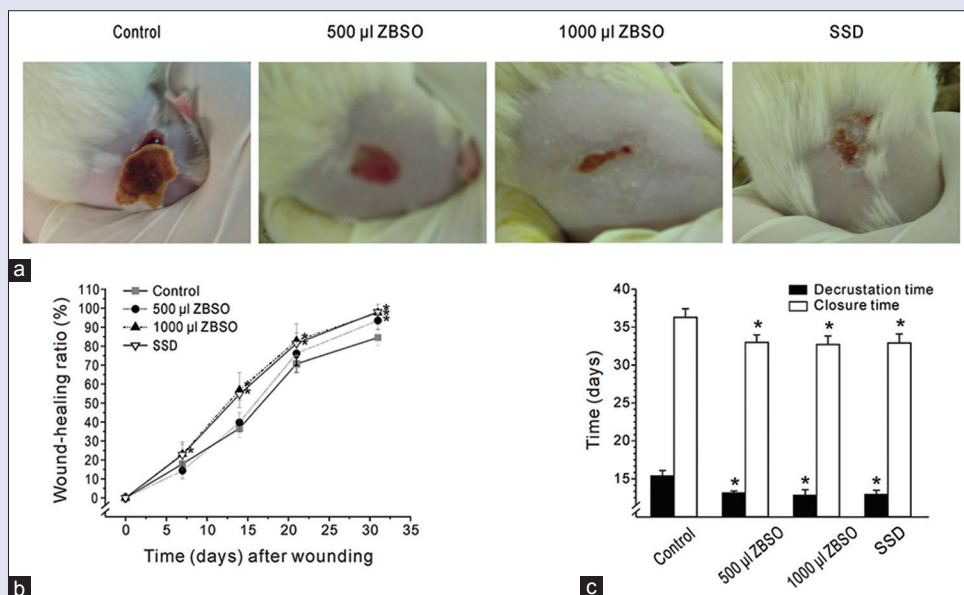 Control 500 µl ZBSO 1000 µl ZBSO SSD
a
Wound-healing ratio (%)
110
100
90
80
70
60
50
40
30
20
10
0
Control
500 µl ZBSO
1000 µl ZBSO
SSD
* * * * * * * *
0 5 10 15 20 25 30 35
Time (days) after wounding
b
Time (days)
40
35
30
25
20
15
Decrustation time
Closure time
* * *
* * *
Control 500 µl ZBSO 1000 µl ZBSO SSD
c